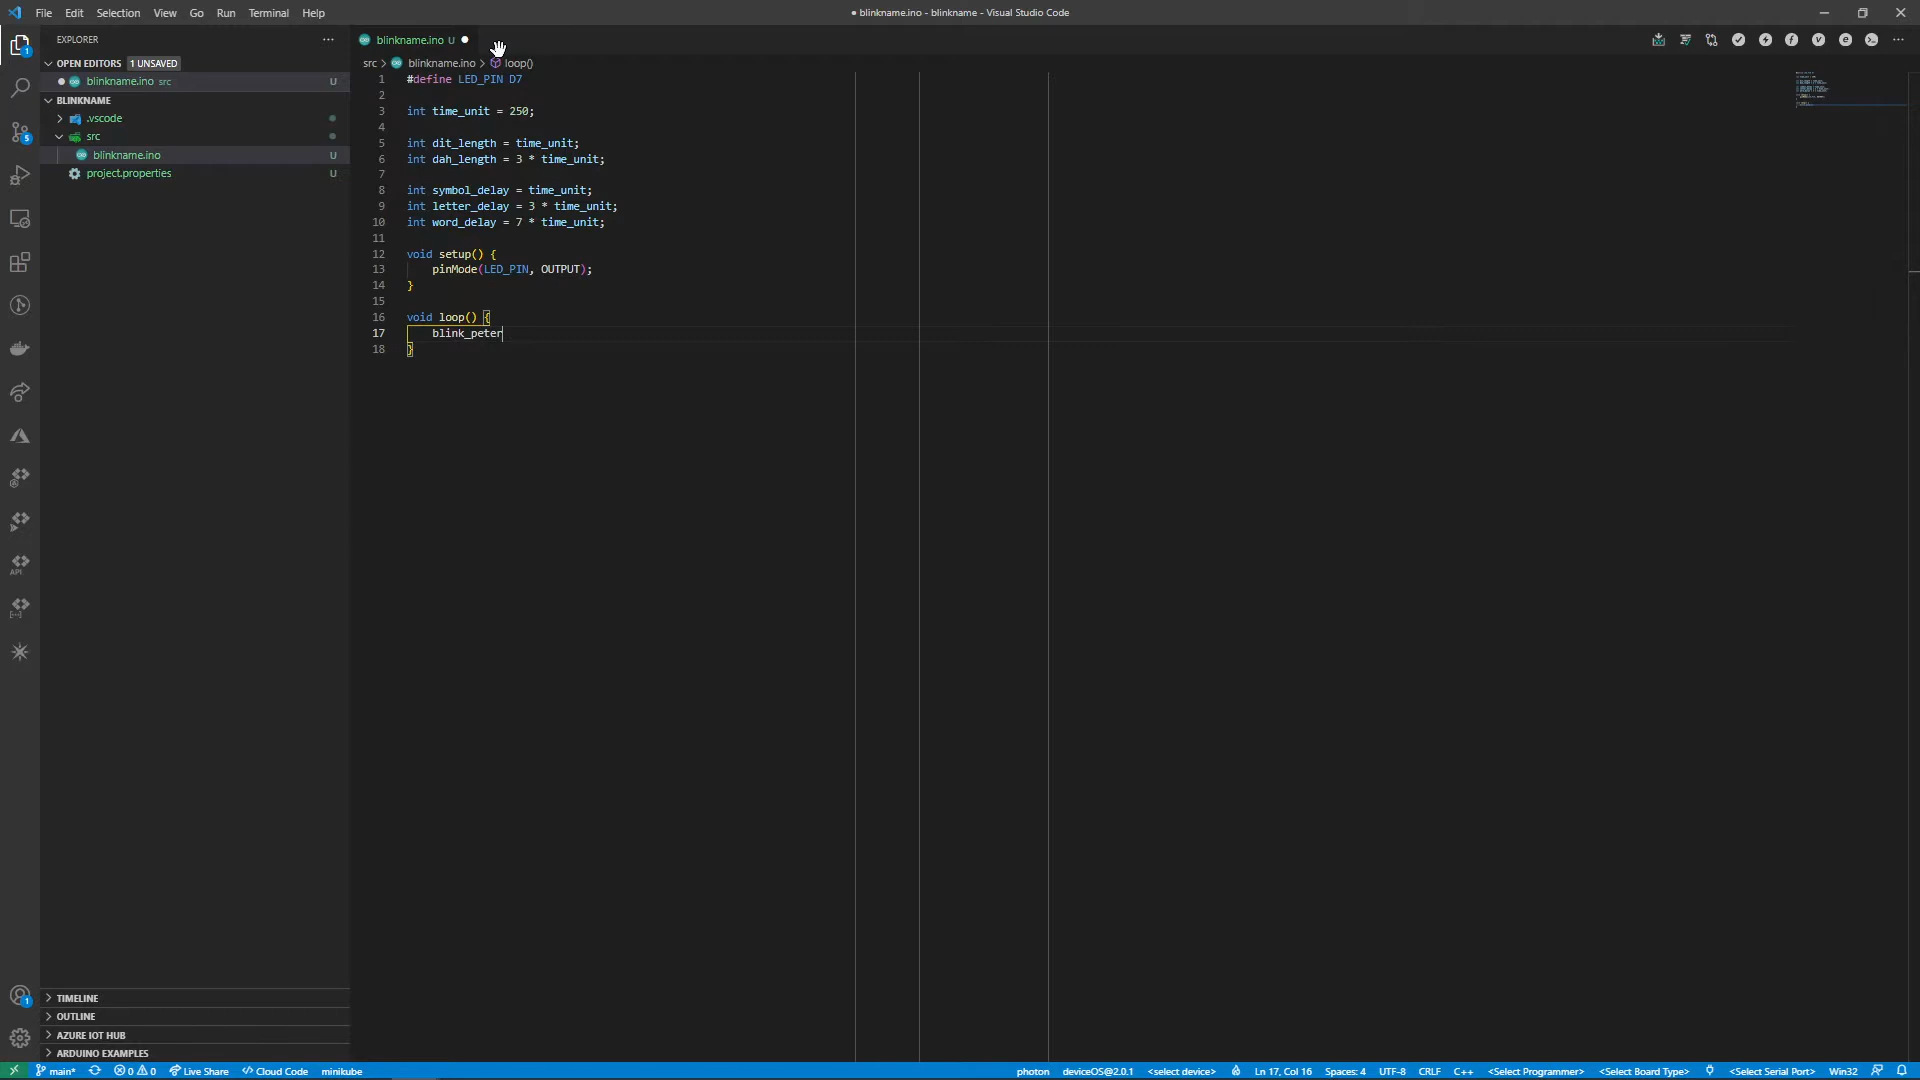 File Edit Selection View Go Run Terminal Help
● blinkname.ino - blinkname - Visual Studio Code
EXPLORER
OPEN EDITORS 1 UNSAVED
blinkname.ino src U
BLINKNAME
.vscode
src
blinkname.ino U
project.properties U
TIMELINE
OUTLINE
AZURE IOT HUB
ARDUINO EXAMPLES
1
5
API
1
blinkname.ino U
src > blinkname.ino > loop()
1 #define LED_PIN D7
2
3 int time_unit = 250;
4
5 int dit_length = time_unit;
6 int dah_length = 3 * time_unit;
7
8 int symbol_delay = time_unit;
9 int letter_delay = 3 * time_unit;
10 int word_delay = 7 * time_unit;
11
12 void setup() {
13 pinMode(LED_PIN, OUTPUT);
14 }
15
16 void loop() {
17 blink_peter
18 }
main* 0 0 Live Share Cloud Code minikube
photon deviceOS@2.0.1 <select device> Ln 17, Col 16 Spaces: 4 UTF-8 CRLF C++ <Select Programmer> <Select Board Type> <Select Serial Port> Win32